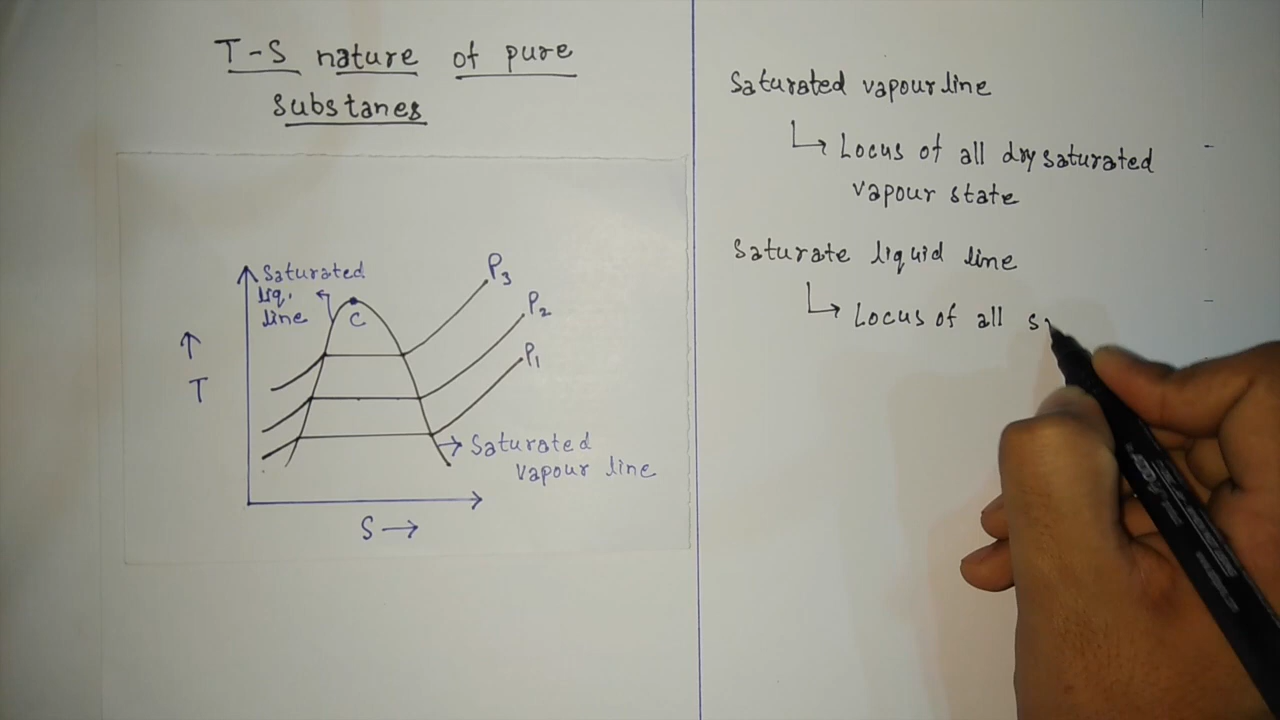 T-S nature of pure
substanes
Saturated
liq.
line
C
P3
P2
P1
↑
T
→ Saturated
vapour line
S →
Saturated vapour line
↳ Locus of all dry saturated
vapour state
Saturate liquid line
↳ Locus of all